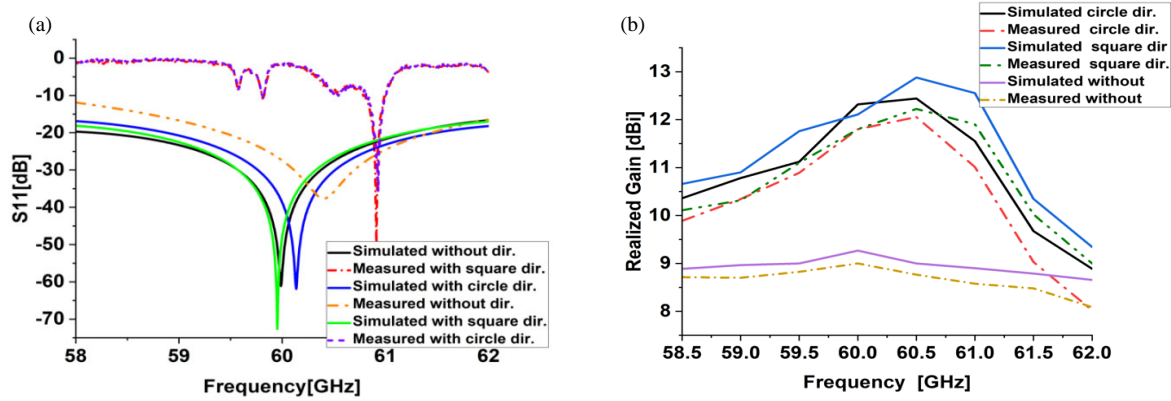 (a)
0
-10
-20
-30
-40
-50
-60
-70
S11[dB]
Simulated without dir.
Measured with square dir.
Simulated with circle dir.
Measured without dir.
Simulated with square dir.
Measured with circle dir.
58 59 60 61 62
Frequency[GHz]
(b)
Simulated circle dir.
Measured circle dir.
Simulated square dir.
Measured square dir.
Simulated without
Measured without
13
12
11
10
9
8
Realized Gain [dBi]
58.5 59.0 59.5 60.0 60.5 61.0 61.5 62.0
Frequency [GHz]